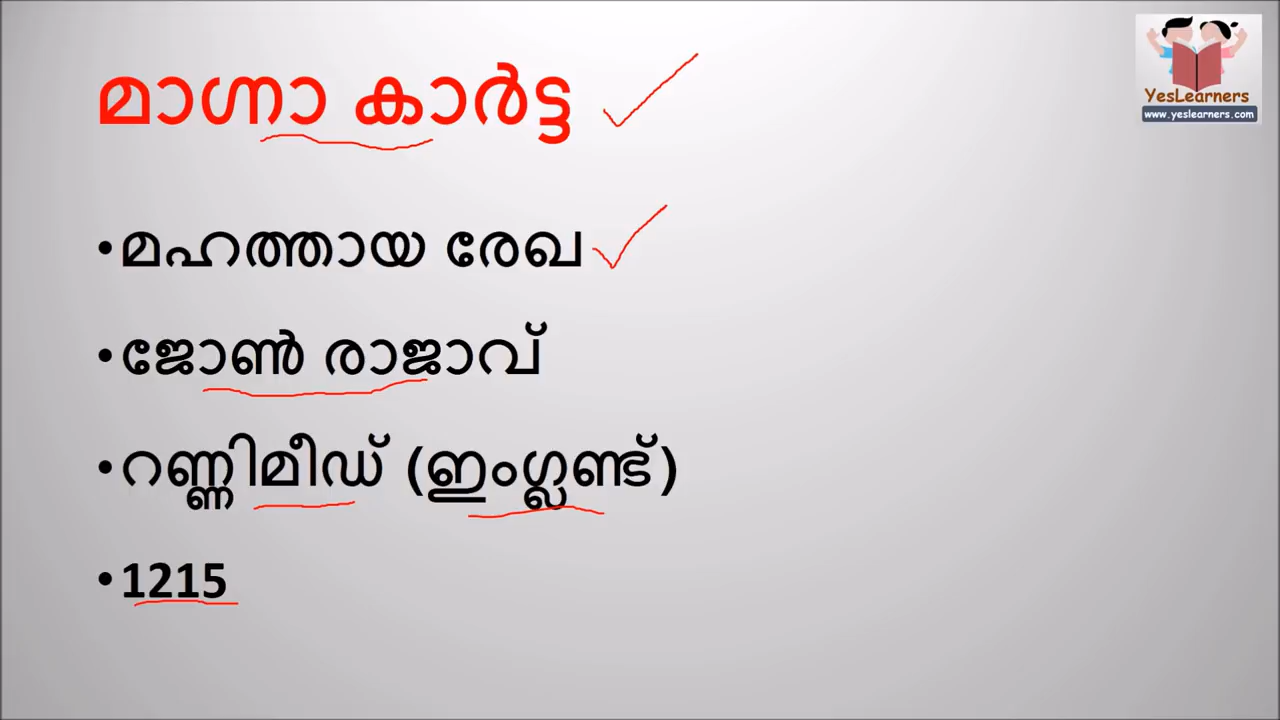 മാഗ്നാ കാർട്ട
•മഹത്തായ രേഖ
•ജോൺ രാജാവ്
•റണ്ണിമീഡ് (ഇംഗ്ലണ്ട്)
•1215
YesLearners
www.yeslearners.com